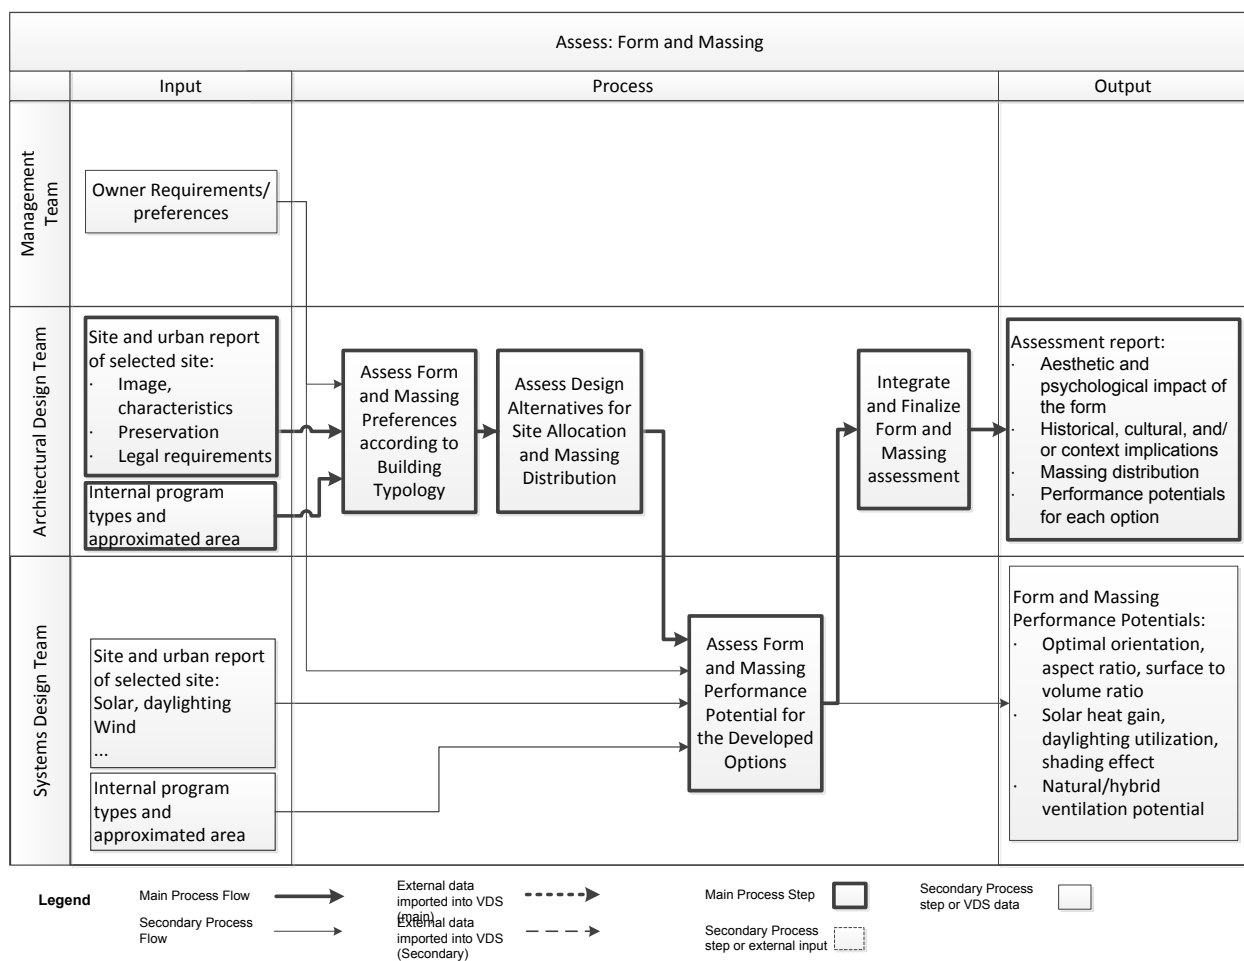 Assess: Form and Massing
Input
Process
Output
Management
Team
Owner Requirements/
preferences
Architectural Design Team
Site and urban report
of selected site:
· Image,
characteristics
· Preservation
· Legal requirements
Internal program
types and
approximated area
Assess Form
and Massing
Preferences
according to
Building
Typology
Assess Design
Alternatives for
Site Allocation
and Massing
Distribution
Integrate
and Finalize
Form and
Massing
assessment
Assessment report:
· Aesthetic and
psychological impact of
the form
· Historical, cultural, and/
or context implications
· Massing distribution
· Performance potentials
for each option
Systems Design Team
Site and urban report
of selected site:
Solar, daylighting
Wind
...
Internal program
types and
approximated area
Assess Form
and Massing
Performance
Potential for
the Developed
Options
Form and Massing
Performance Potentials:
· Optimal orientation,
aspect ratio, surface to
volume ratio
· Solar heat gain,
daylighting utilization,
shading effect
· Natural/hybrid
ventilation potential
Legend
Main Process Flow
Secondary Process
Flow
External data
imported into VDS
(main)
External data
imported into VDS
(Secondary)
Main Process Step
Secondary Process
step or external input
Secondary Process
step or VDS data